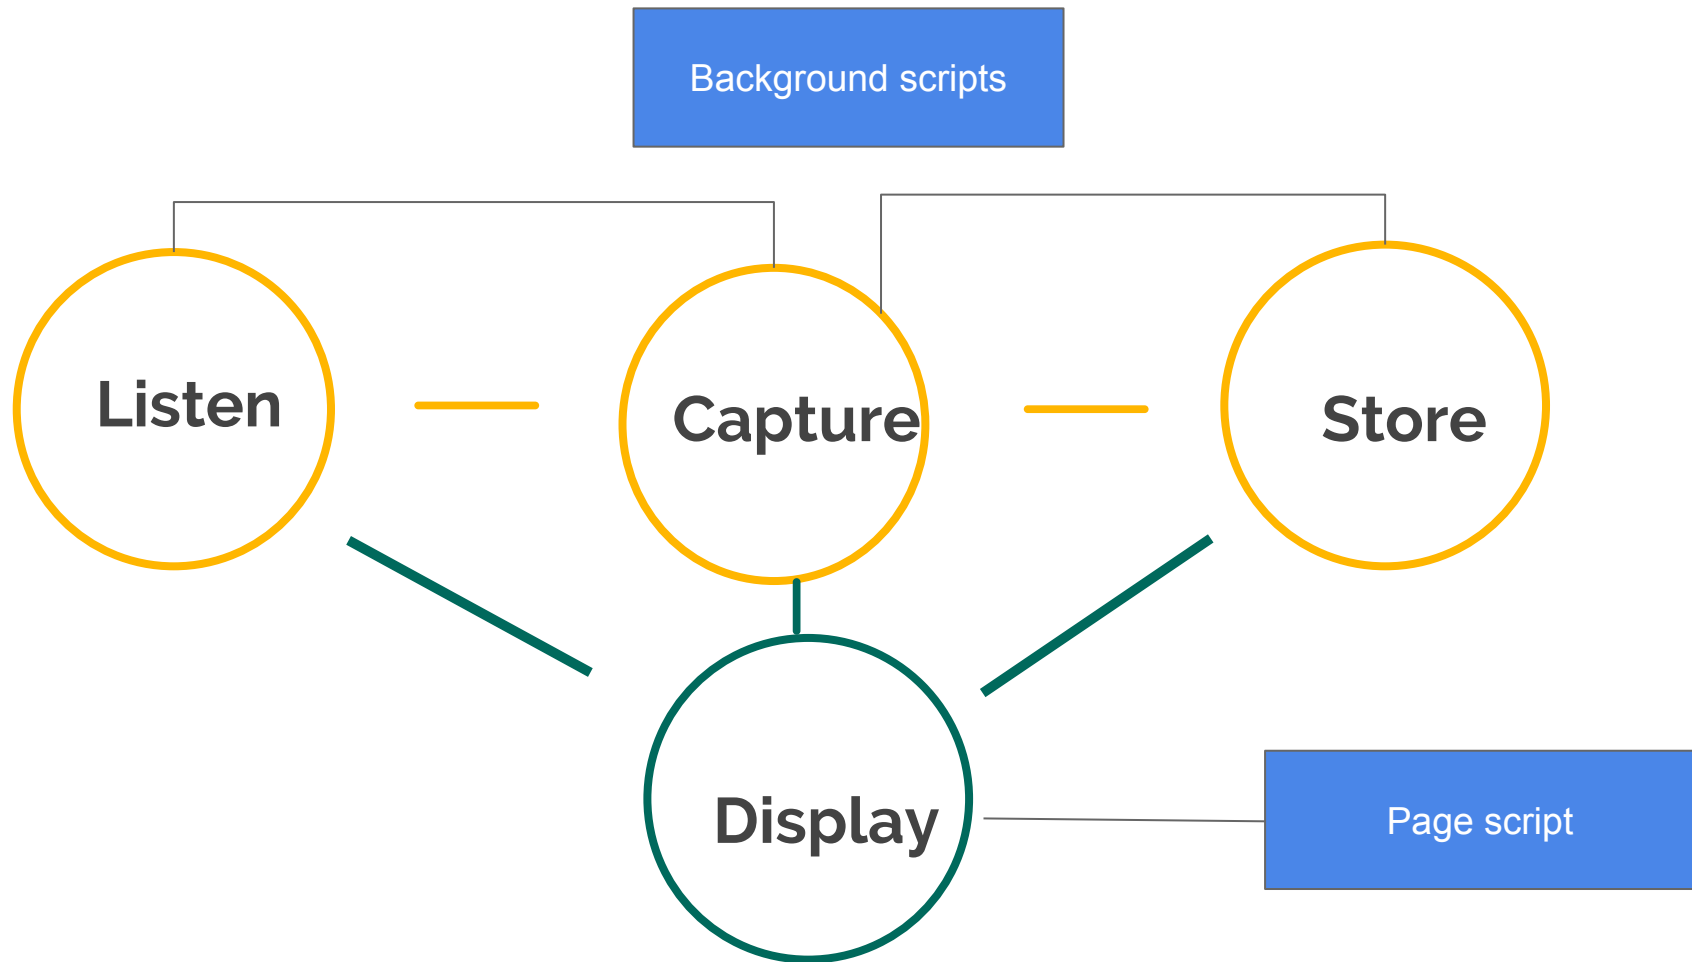 Background scripts
Listen
Capture
Store
Display
Page script